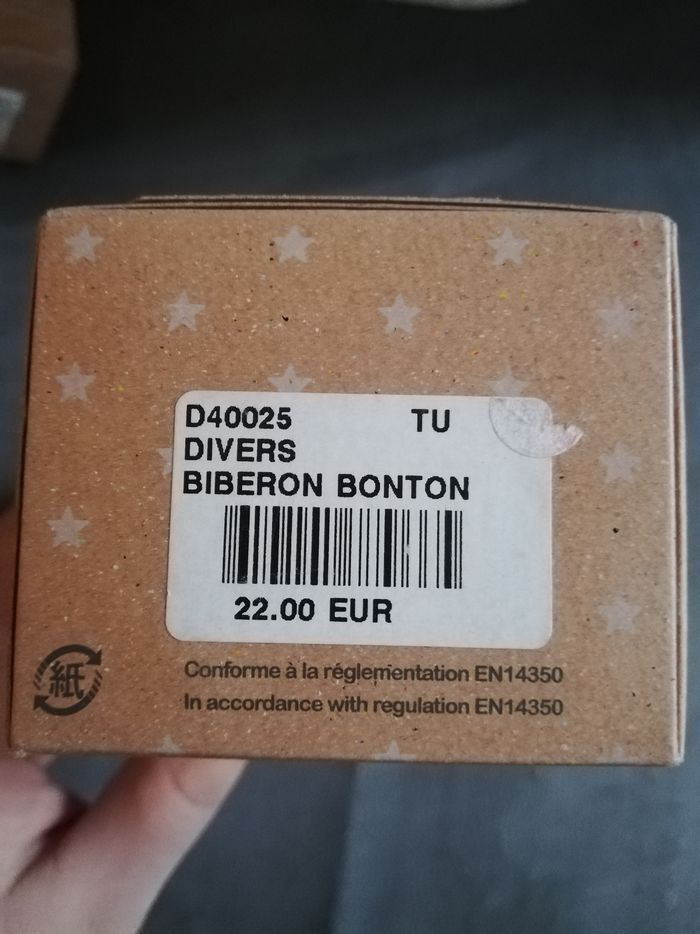 D40025 TU
DIVERS
BIBERON BONTON
22.00 EUR
紙
Conforme à la réglementation EN14350
In accordance with regulation EN14350